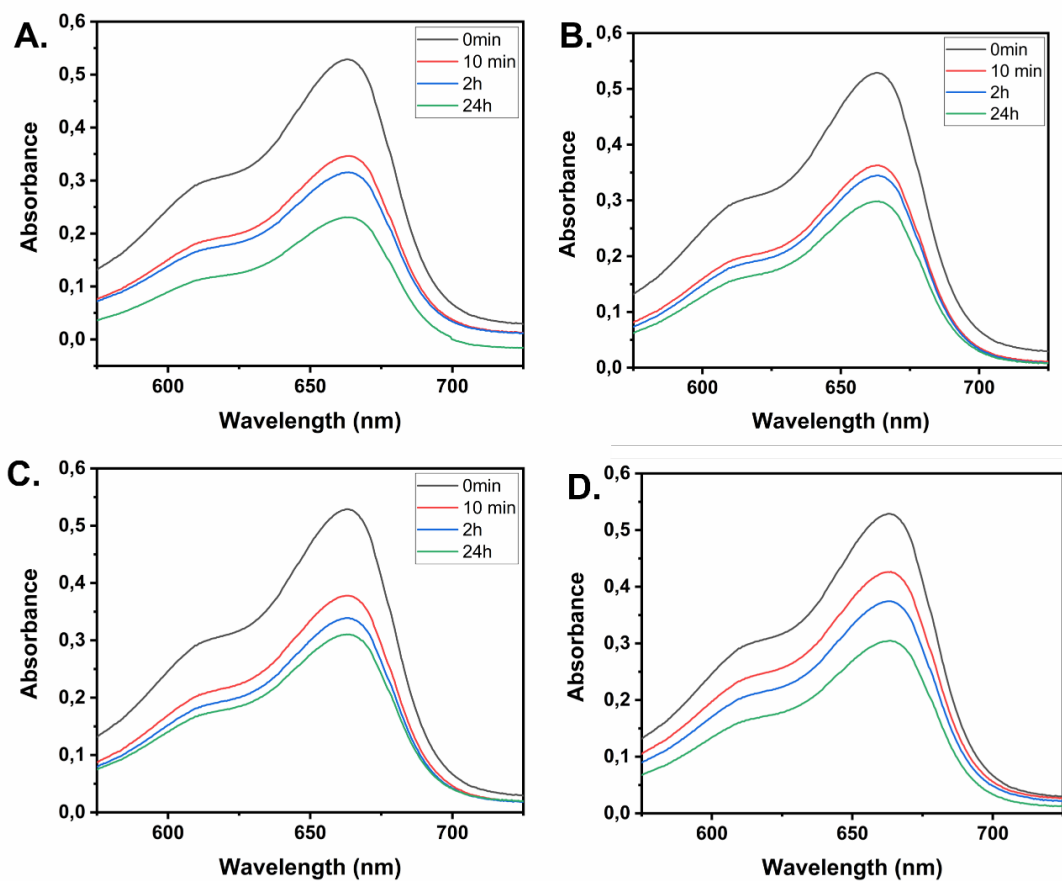 A.
0,6
0,5
0,4
0,3
0,2
0,1
0,0
Absorbance
0min
10 min
2h
24h
600 650 700
Wavelength (nm)
B.
0,6
0,5
0,4
0,3
0,2
0,1
0,0
Absorbance
0min
10 min
2h
24h
600 650 700
Wavelength (nm)
C.
0,6
0,5
0,4
0,3
0,2
0,1
0,0
Absorbance
0min
10 min
2h
24h
600 650 700
Wavelength (nm)
D.
0,6
0,5
0,4
0,3
0,2
0,1
0,0
Absorbance
600 650 700
Wavelength (nm)